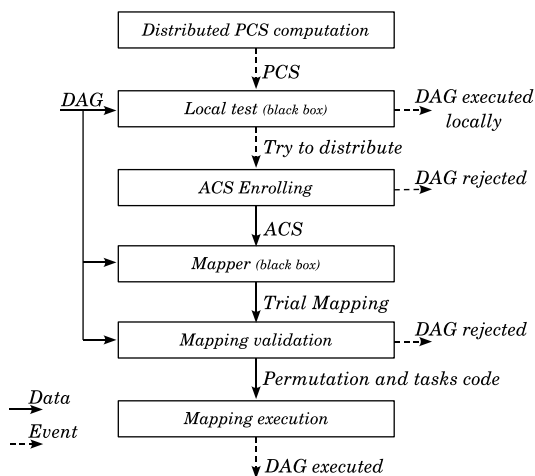 Distributed PCS computation
PCS
DAG
Local test (black box)
DAG executed
locally
Try to distribute
ACS Enrolling
DAG rejected
ACS
Mapper (black box)
Trial Mapping
Mapping validation
DAG rejected
Permutation and tasks code
Data
Mapping execution
Event
DAG executed